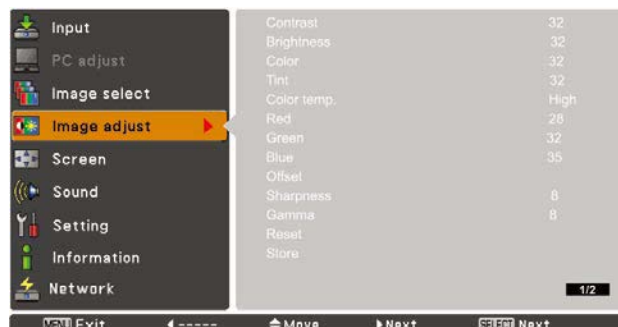 Input
PC adjust
Image select
Image adjust
Screen
Sound
Setting
Information
Network
Contrast 32
Brightness 32
Color 32
Tint 32
Color temp. High
Red 28
Green 32
Blue 35
Offset
Sharpness 8
Gamma 8
Reset
Store
1/2
MENU Exit ◀ ----- ◆ Move ▶ Next SELECT Next